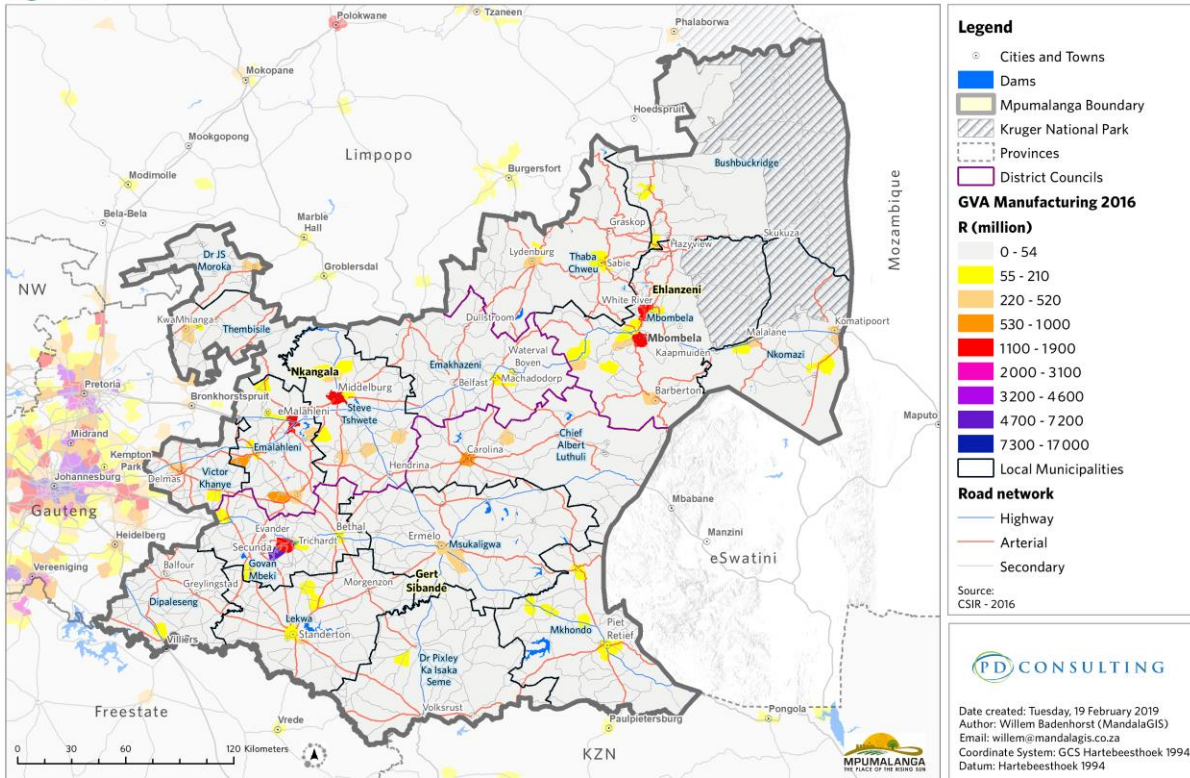 Polokwane
Tzaneen
Phalaborwa
Mokopane
Hoedspruit
Mookgopong
Limpopo
Burgersfort
Bushbuckridge
Modimolle
Bela-Bela
Marble
Hall
Graskop
Skukuza
Mozambique
Hazyview
Dr JS
Moroka
Groblersdal
Lydenburg
Thaba
Chweu
Sabie
NW
Ehlanzeni
White River
KwaMhlanga
Thembisile
Dullstroom
Mbombela
Komatipoort
Mbombela
Malalane
Waterval
Boven
Kaapmuiden
Nkomazi
Nkangala
Emakhazeni
Pretoria
Middelburg
Belfast
Machadodorp
Barberton
Bronkhorstspruit
eMalahleni
Steve
Tshwete
Maputo
Midrand
Emalahleni
Chief
Albert
Luthuli
Kempton
Park
Carolina
Johannesburg
Delmas
Victor
Khanye
Hendrina
Mbabane
Gauteng
Manzini
Evander
Bethal
Heidelberg
Secunda
Trichardt
Ermelo
Msukaligwa
eSwatini
Vereeniging
Balfour
Govan
Mbeki
Greylingstad
Morgenzon
Gert
Sibande
Dipaleseng
Lekwa
Mkhondo
Villiers
Standerton
Piet
Retief
Dr Pixley
Ka Isaka
Seme
Freestate
Vrede
Volksrust
Paulpietersburg
Pongola
KZN
0 15 30 60 90 120 Kilometers
MPUMALANGA
THE PLACE OF THE RISING SUN
Legend
Cities and Towns
Dams
Mpumalanga Boundary
Kruger National Park
Provinces
District Councils
GVA Manufacturing 2016
R (million)
0 - 54
55 - 210
220 - 520
530 - 1000
1100 - 1900
2000 - 3100
3200 - 4600
4700 - 7200
7300 - 17000
Local Municipalities
Road network
Highway
Arterial
Secondary
Source:
CSIR - 2016
PD CONSULTING
Date created: Tuesday, 19 February 2019
Author: Willem Badenhorst (MandalaGIS)
Email: willem@mandalagis.co.za
Coordinate System: GCS Hartebeesthoek 1994
Datum: Hartebeesthoek 1994